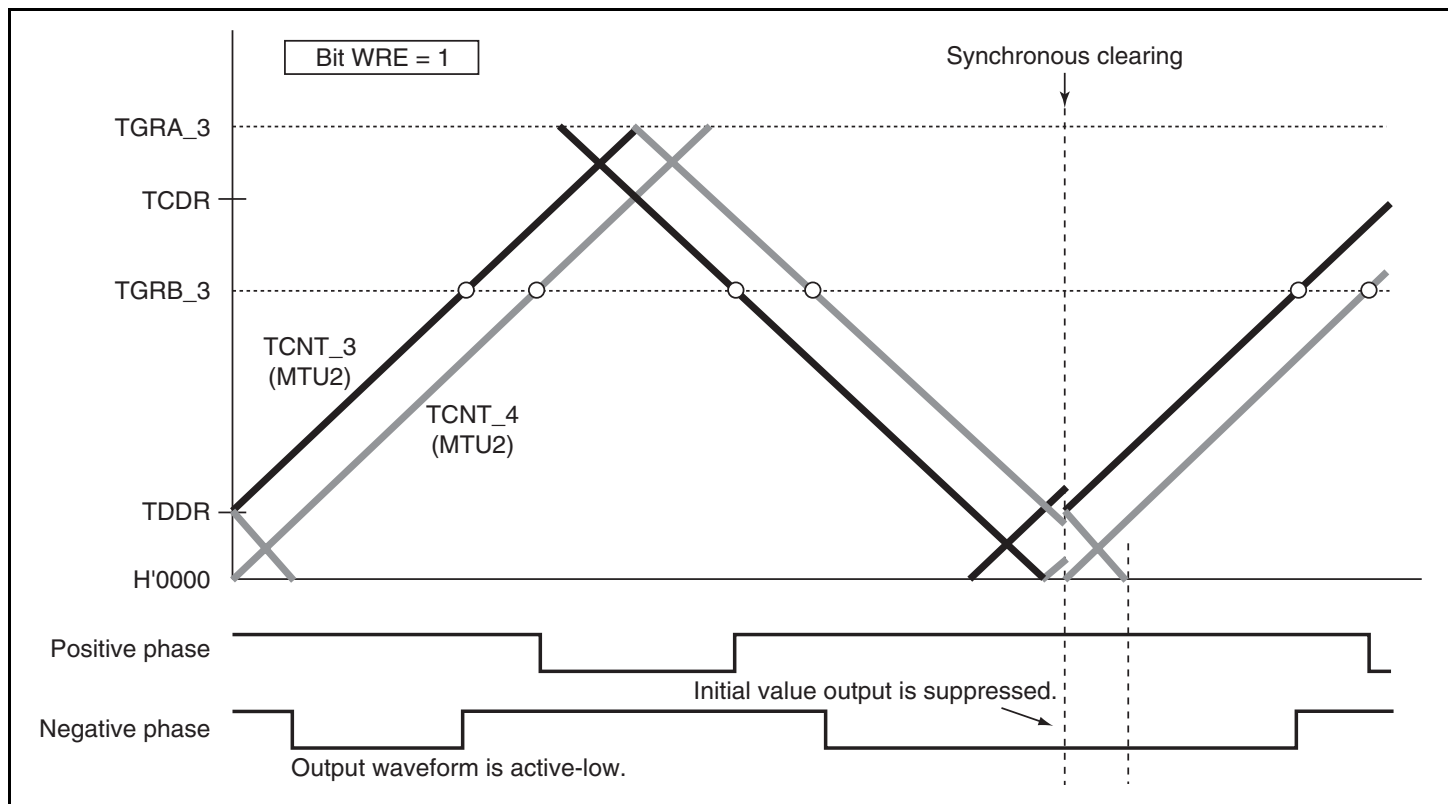 Bit WRE = 1
Synchronous clearing
TGRA_3
TCDR
TGRB_3
TCNT_3
(MTU2)
TCNT_4
(MTU2)
TDDR
H'0000
Positive phase
Initial value output is suppressed.
Negative phase
Output waveform is active-low.